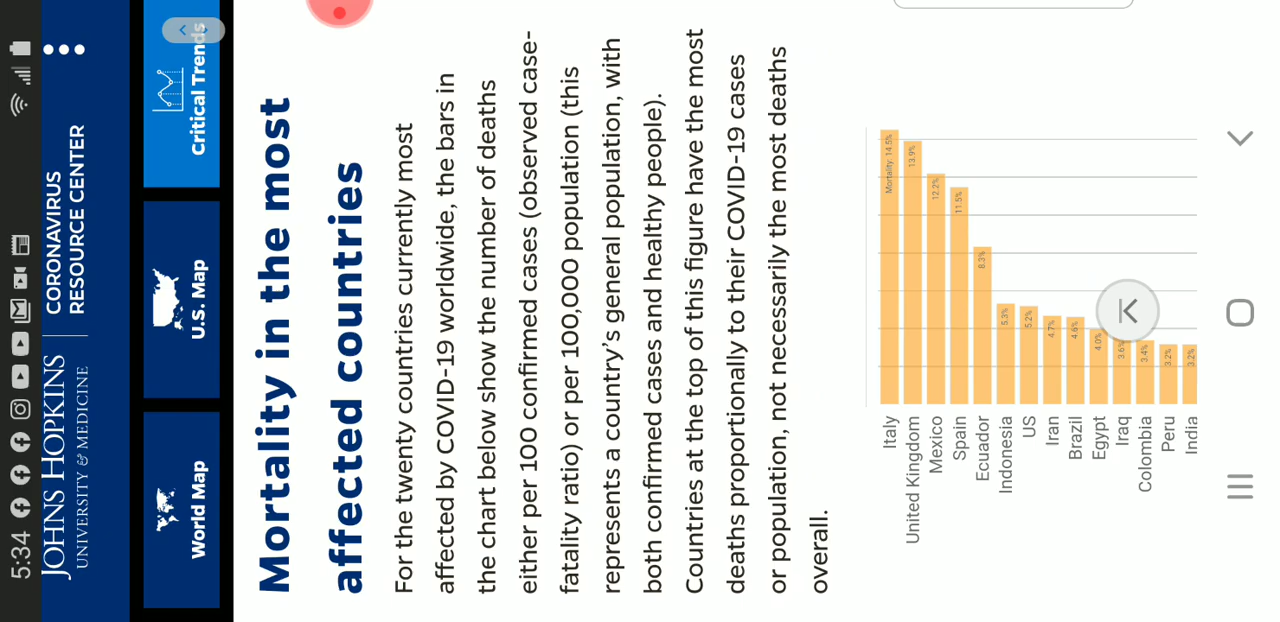 5:34
JOHNS HOPKINS
UNIVERSITY & MEDICINE
CORONAVIRUS
RESOURCE CENTER
World Map
U.S. Map
Critical Trends
Mortality in the most
affected countries
For the twenty countries currently most
affected by COVID-19 worldwide, the bars in
the chart below show the number of deaths
either per 100 confirmed cases (observed case-
fatality ratio) or per 100,000 population (this
represents a country's general population, with
both confirmed cases and healthy people).
Countries at the top of this figure have the most
deaths proportionally to their COVID-19 cases
or population, not necessarily the most deaths
overall.
Italy Mortality: 14.5%
United Kingdom 13.9%
Mexico 12.2%
Spain 11.5%
Ecuador 8.3%
Indonesia 5.3%
US 5.2%
Iran 4.7%
Brazil 4.6%
Egypt 4.0%
Iraq 3.6%
Colombia 3.4%
Peru 3.2%
India 3.2%